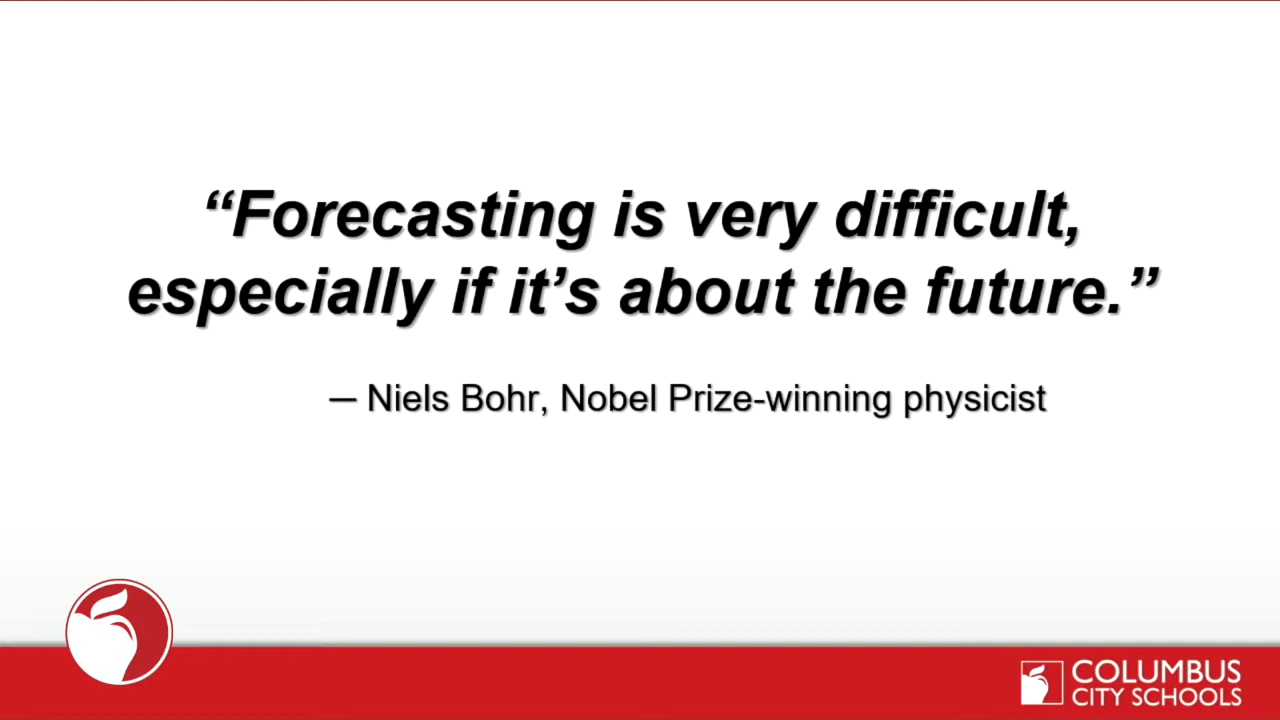 “Forecasting is very difficult,
especially if it’s about the future.”
— Niels Bohr, Nobel Prize-winning physicist
COLUMBUS
CITY SCHOOLS